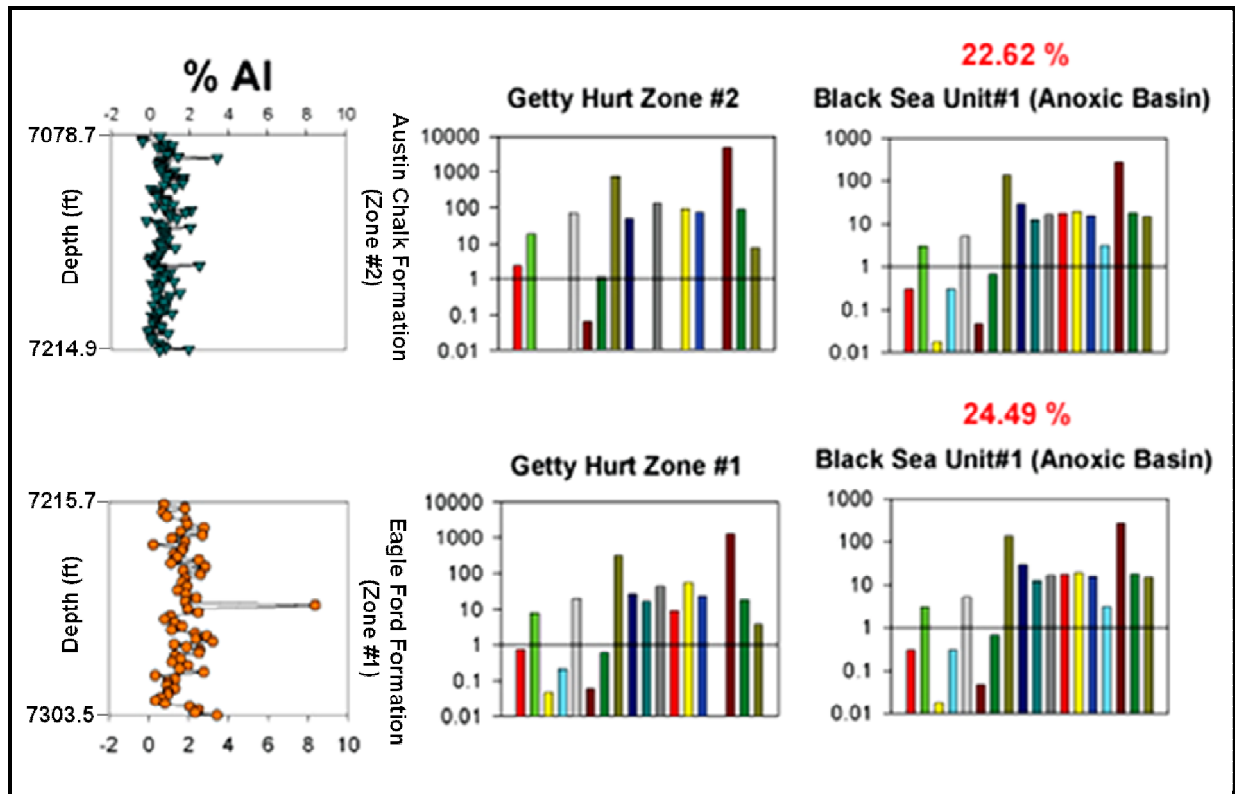 % Al
-2 0 2 4 6 8 10
7078.7
Depth (ft)
7214.9
Austin Chalk Formation
(Zone #2)
Getty Hurt Zone #2
10000
1000
100
10
1
0.1
0.01
22.62 %
Black Sea Unit#1 (Anoxic Basin)
1000
100
10
1
0.1
0.01
7215.7
Depth (ft)
7303.5
-2 0 2 4 6 8 10
Eagle Ford Formation
(Zone #1)
Getty Hurt Zone #1
10000
1000
100
10
1
0.1
0.01
24.49 %
Black Sea Unit#1 (Anoxic Basin)
1000
100
10
1
0.1
0.01